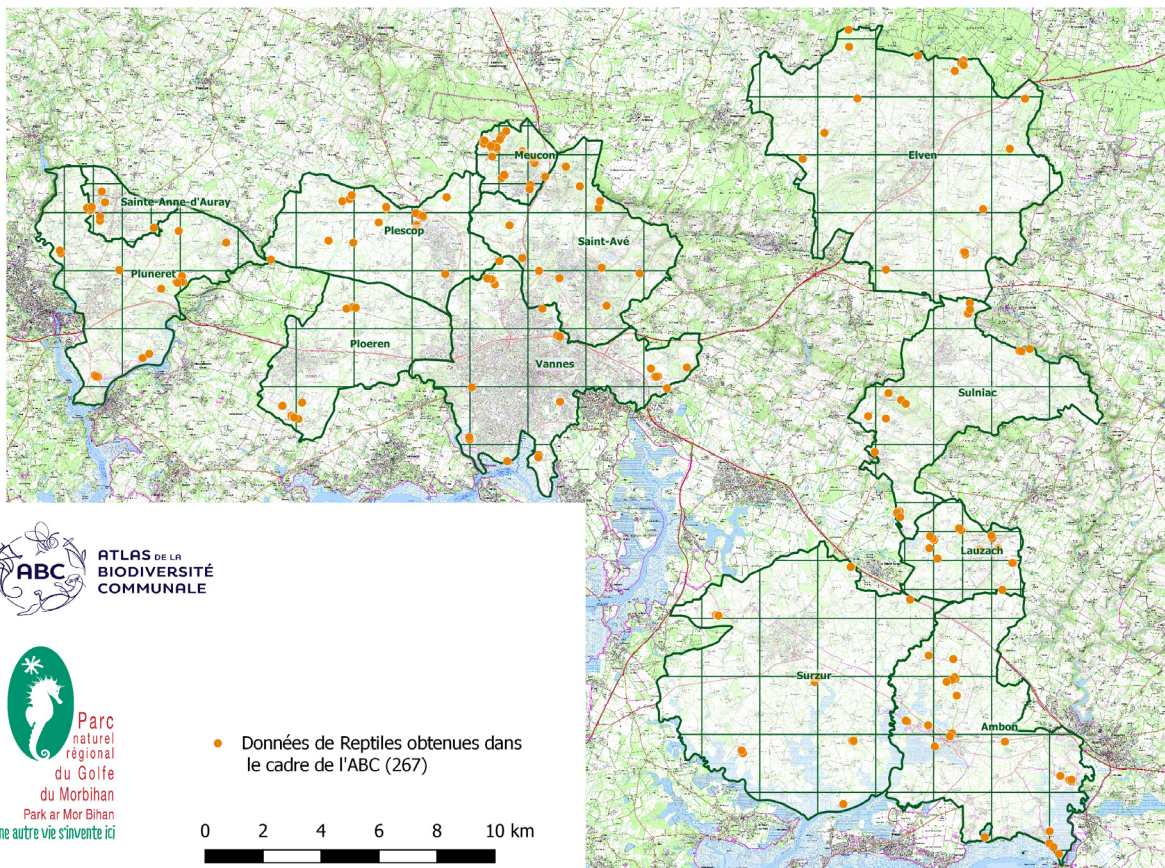 Meucon
Elven
Sainte-Anne-d'Auray
Plescop
Saint-Avé
Pluneret
Ploeren
Vannes
Sulniac
Lauzach
Surzur
Ambon
ABC
ATLAS DE LA
BIODIVERSITÉ
COMMUNALE
Parc
naturel
régional
du Golfe
du Morbihan
Park ar Mor Bihan
ne autre vie s'invente ici
Données de Reptiles obtenues dans
le cadre de l'ABC (267)
0 2 4 6 8 10 km